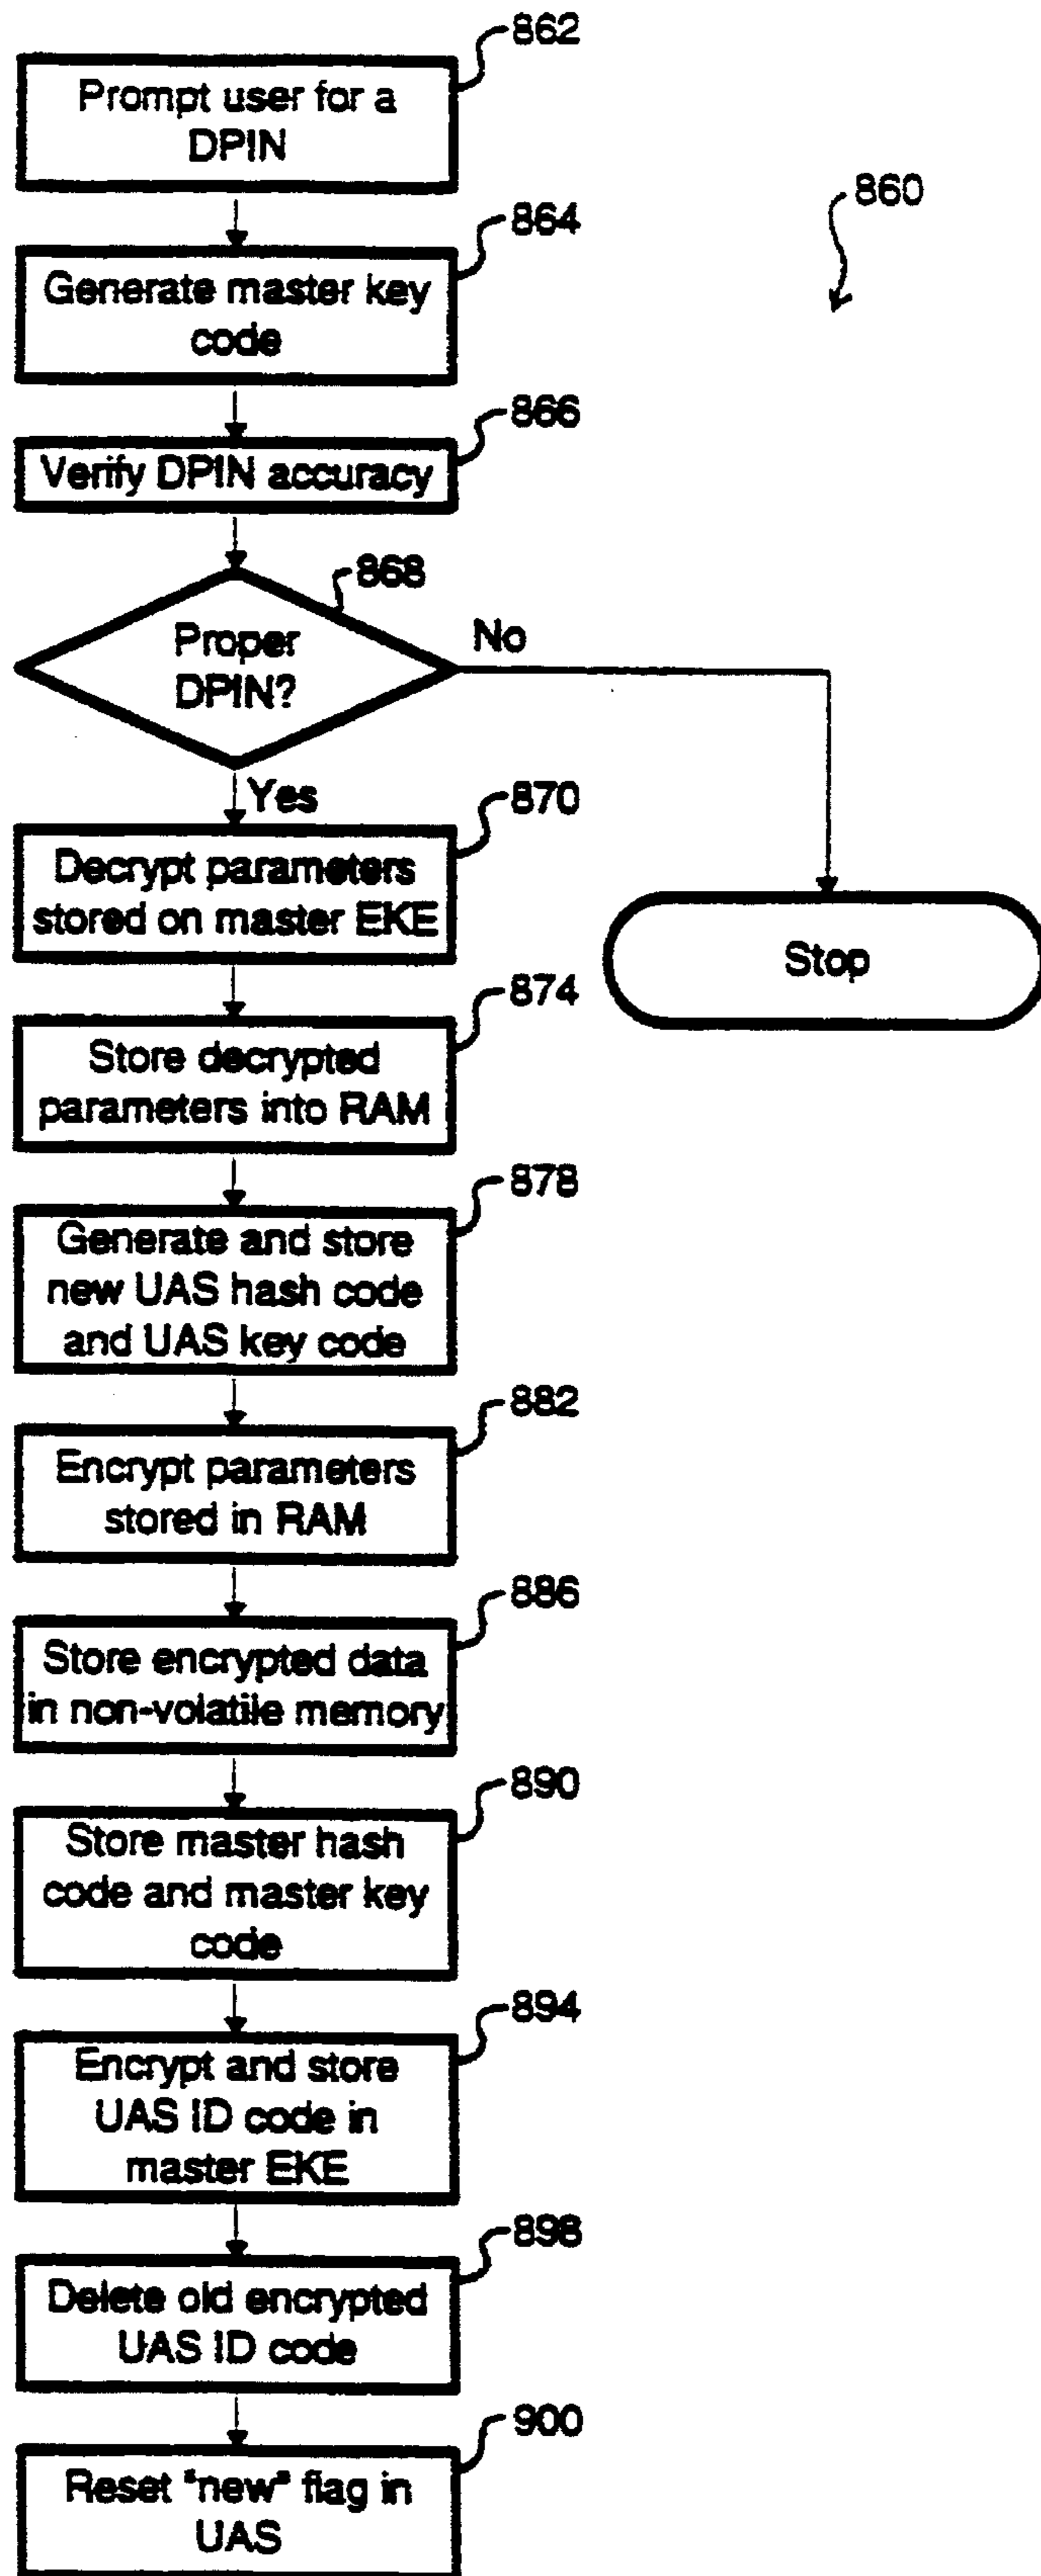 862
Prompt user for a
DPIN
860
864
Generate master key
code
866
Verify DPIN accuracy
868
Proper
DPIN?
No
Yes
870
Decrypt parameters
stored on master EKE
Stop
874
Store decrypted
parameters into RAM
878
Generate and store
new UAS hash code
and UAS key code
882
Encrypt parameters
stored in RAM
886
Store encrypted data
in non-volatile memory
890
Store master hash
code and master key
code
894
Encrypt and store
UAS ID code in
master EKE
898
Delete old encrypted
UAS ID code
900
Reset "new" flag in
UAS